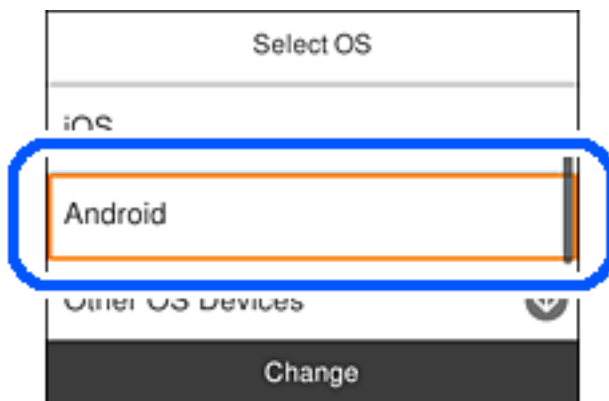 Select OS
iOS
Android
Other OS Devices
Change